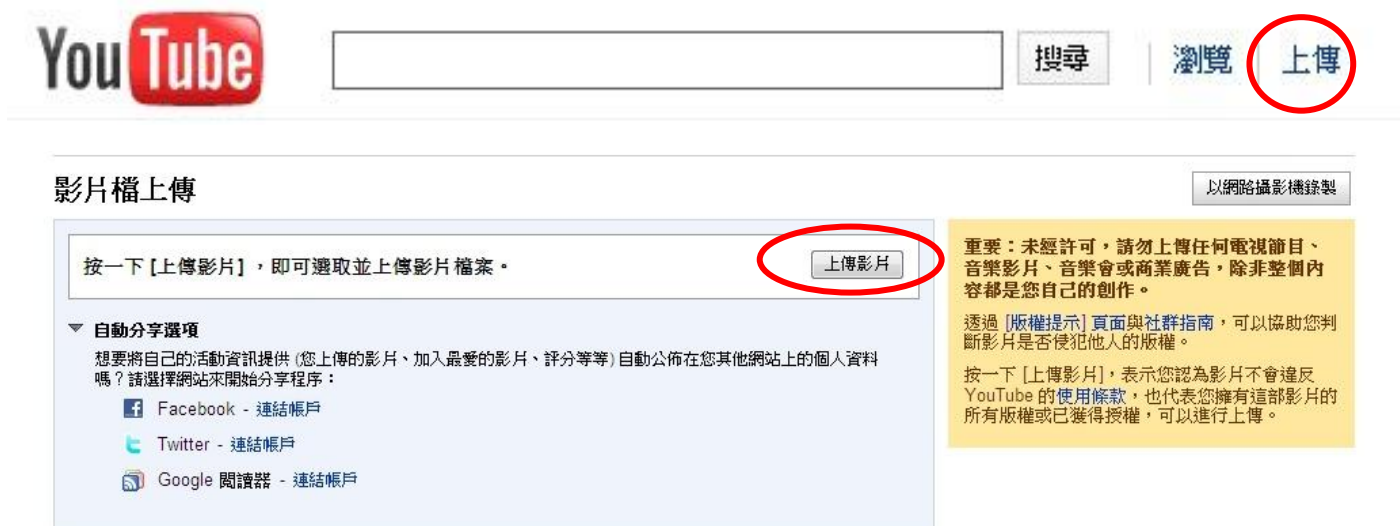 YouTube 搜尋 瀏覽 上傳
影片檔上傳
以網路攝影機錄製
按一下 [上傳影片] ，即可選取並上傳影片檔案。
上傳影片
自動分享選項
想要將自己的活動資訊提供 (您上傳的影片、加入最愛的影片、評分等等) 自動公佈在您其他網站上的個人資料
嗎？請選擇網站來開始分享程序：
Facebook - 連結帳戶
Twitter - 連結帳戶
Google 閱讀器 - 連結帳戶
重要：未經許可，請勿上傳任何電視節目、
音樂影片、音樂會或商業廣告，除非整個內
容都是您自己的創作。
透過 [版權提示] 頁面與社群指南，可以協助您判
斷影片是否侵犯他人的版權。
按一下 [上傳影片]，表示您認為影片不會違反
YouTube 的使用條款，也代表您擁有這部影片的
所有版權或已獲得授權，可以進行上傳。